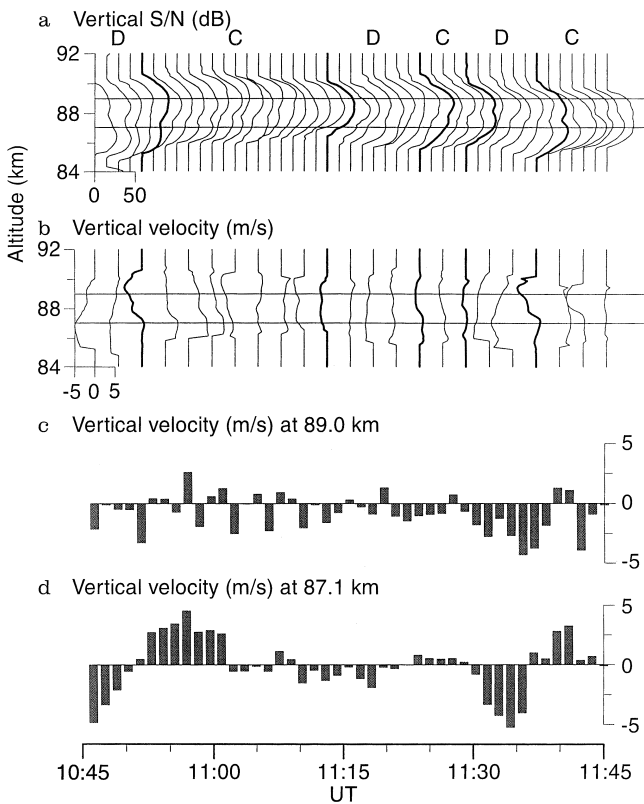 a Vertical S/N (dB)
D C D C D C
92
88
84
0 50
Altitude (km)
b Vertical velocity (m/s)
92
88
84
-5 0 5
c Vertical velocity (m/s) at 89.0 km
5
0
-5
d Vertical velocity (m/s) at 87.1 km
5
0
-5
10:45 11:00 11:15 11:30 11:45
UT